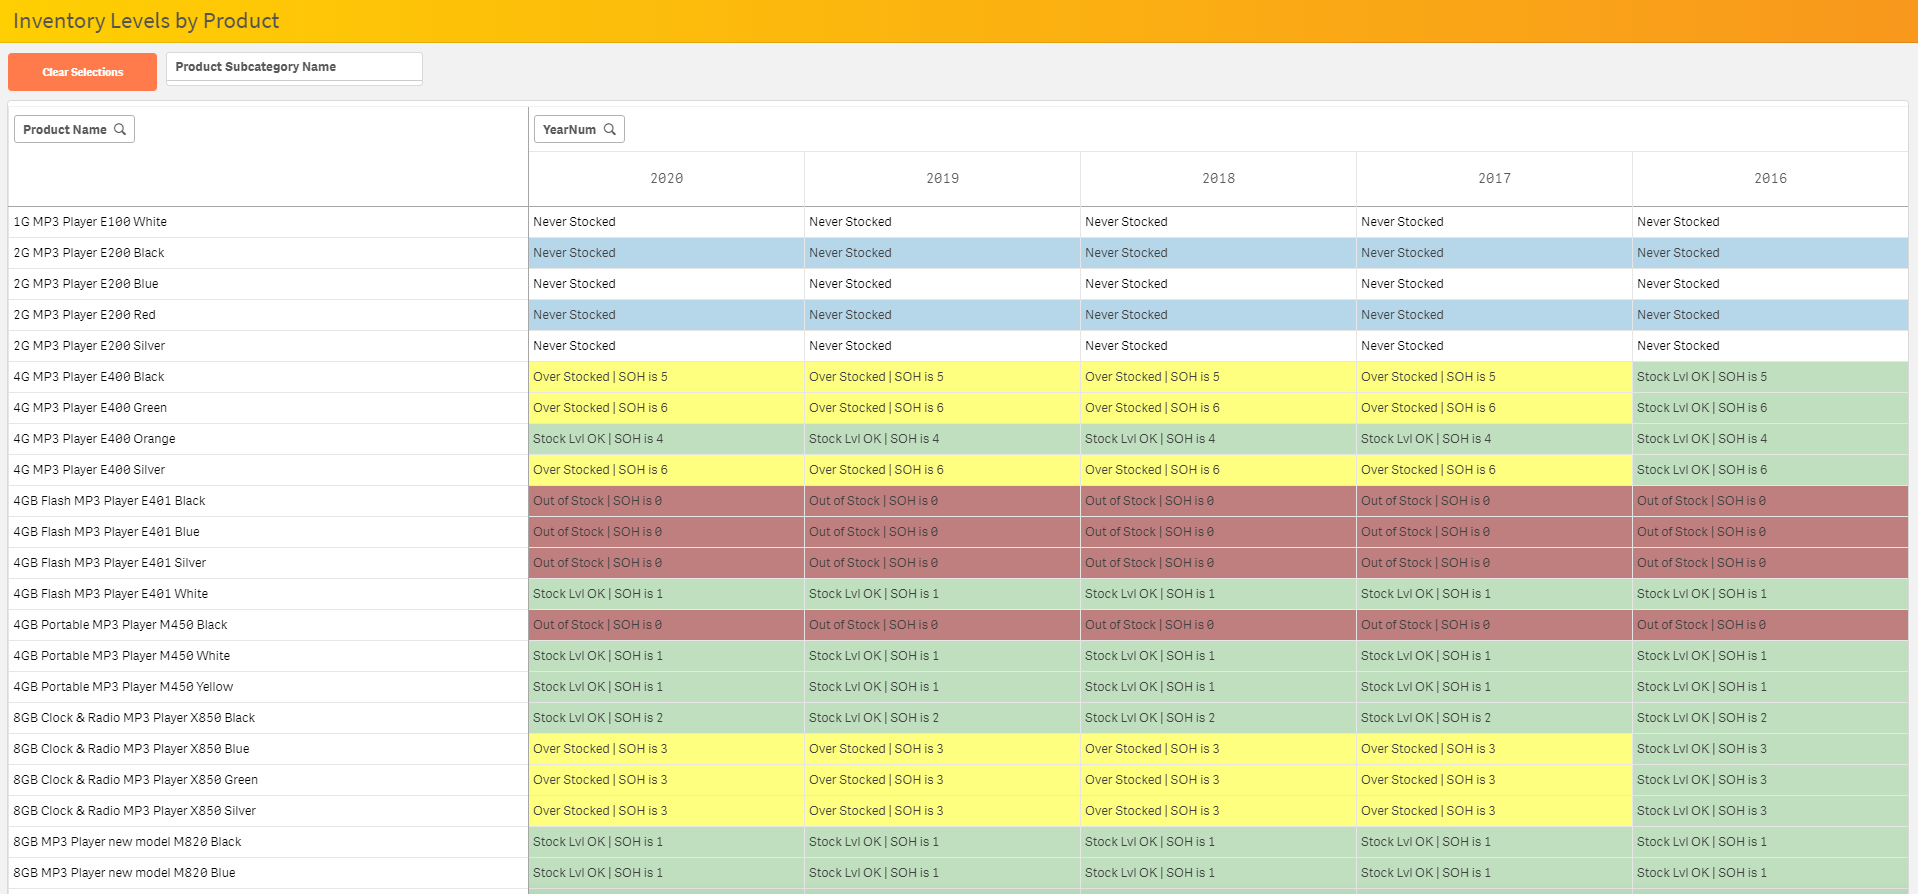 Inventory Levels by Product
Clear Selections
Product Subcategory Name
Product Name
YearNum
2020 2019 2018 2017 2016
1G MP3 Player E100 White Never Stocked Never Stocked Never Stocked Never Stocked Never Stocked
2G MP3 Player E200 Black Never Stocked Never Stocked Never Stocked Never Stocked Never Stocked
2G MP3 Player E200 Blue Never Stocked Never Stocked Never Stocked Never Stocked Never Stocked
2G MP3 Player E200 Red Never Stocked Never Stocked Never Stocked Never Stocked Never Stocked
2G MP3 Player E200 Silver Never Stocked Never Stocked Never Stocked Never Stocked Never Stocked
4G MP3 Player E400 Black Over Stocked | SOH is 5 Over Stocked | SOH is 5 Over Stocked | SOH is 5 Over Stocked | SOH is 5 Stock Lvl OK | SOH is 5
4G MP3 Player E400 Green Over Stocked | SOH is 6 Over Stocked | SOH is 6 Over Stocked | SOH is 6 Over Stocked | SOH is 6 Stock Lvl OK | SOH is 6
4G MP3 Player E400 Orange Stock Lvl OK | SOH is 4 Stock Lvl OK | SOH is 4 Stock Lvl OK | SOH is 4 Stock Lvl OK | SOH is 4 Stock Lvl OK | SOH is 4
4G MP3 Player E400 Silver Over Stocked | SOH is 6 Over Stocked | SOH is 6 Over Stocked | SOH is 6 Over Stocked | SOH is 6 Stock Lvl OK | SOH is 6
4GB Flash MP3 Player E401 Black Out of Stock | SOH is 0 Out of Stock | SOH is 0 Out of Stock | SOH is 0 Out of Stock | SOH is 0 Out of Stock | SOH is 0
4GB Flash MP3 Player E401 Blue Out of Stock | SOH is 0 Out of Stock | SOH is 0 Out of Stock | SOH is 0 Out of Stock | SOH is 0 Out of Stock | SOH is 0
4GB Flash MP3 Player E401 Silver Out of Stock | SOH is 0 Out of Stock | SOH is 0 Out of Stock | SOH is 0 Out of Stock | SOH is 0 Out of Stock | SOH is 0
4GB Flash MP3 Player E401 White Stock Lvl OK | SOH is 1 Stock Lvl OK | SOH is 1 Stock Lvl OK | SOH is 1 Stock Lvl OK | SOH is 1 Stock Lvl OK | SOH is 1
4GB Portable MP3 Player M450 Black Out of Stock | SOH is 0 Out of Stock | SOH is 0 Out of Stock | SOH is 0 Out of Stock | SOH is 0 Out of Stock | SOH is 0
4GB Portable MP3 Player M450 White Stock Lvl OK | SOH is 1 Stock Lvl OK | SOH is 1 Stock Lvl OK | SOH is 1 Stock Lvl OK | SOH is 1 Stock Lvl OK | SOH is 1
4GB Portable MP3 Player M450 Yellow Stock Lvl OK | SOH is 1 Stock Lvl OK | SOH is 1 Stock Lvl OK | SOH is 1 Stock Lvl OK | SOH is 1 Stock Lvl OK | SOH is 1
8GB Clock & Radio MP3 Player X850 Black Stock Lvl OK | SOH is 2 Stock Lvl OK | SOH is 2 Stock Lvl OK | SOH is 2 Stock Lvl OK | SOH is 2 Stock Lvl OK | SOH is 2
8GB Clock & Radio MP3 Player X850 Blue Over Stocked | SOH is 3 Over Stocked | SOH is 3 Over Stocked | SOH is 3 Over Stocked | SOH is 3 Stock Lvl OK | SOH is 3
8GB Clock & Radio MP3 Player X850 Green Over Stocked | SOH is 3 Over Stocked | SOH is 3 Over Stocked | SOH is 3 Over Stocked | SOH is 3 Stock Lvl OK | SOH is 3
8GB Clock & Radio MP3 Player X850 Silver Over Stocked | SOH is 3 Over Stocked | SOH is 3 Over Stocked | SOH is 3 Over Stocked | SOH is 3 Stock Lvl OK | SOH is 3
8GB MP3 Player new model M820 Black Stock Lvl OK | SOH is 1 Stock Lvl OK | SOH is 1 Stock Lvl OK | SOH is 1 Stock Lvl OK | SOH is 1 Stock Lvl OK | SOH is 1
8GB MP3 Player new model M820 Blue Stock Lvl OK | SOH is 1 Stock Lvl OK | SOH is 1 Stock Lvl OK | SOH is 1 Stock Lvl OK | SOH is 1 Stock Lvl OK | SOH is 1